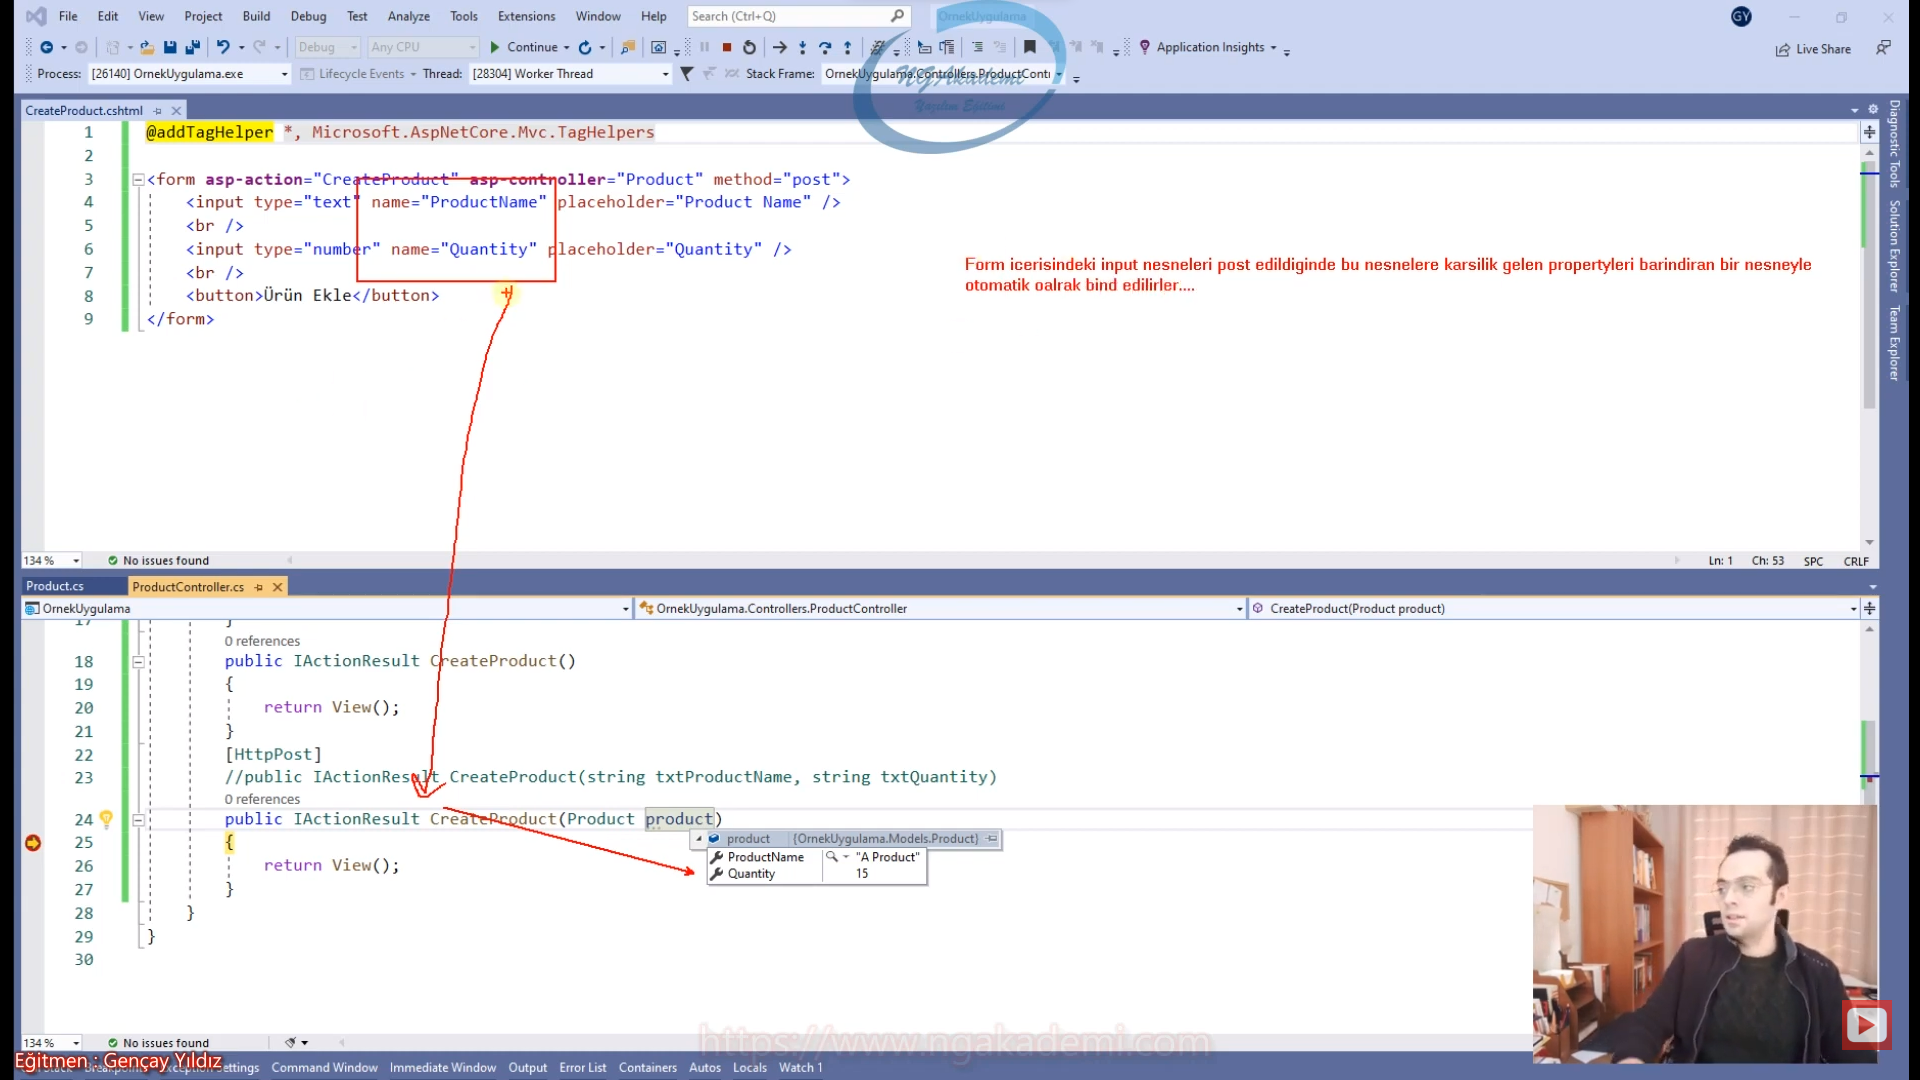 File Edit View Project Build Debug Test Analyze Tools Extensions Window Help Search (Ctrl+Q) OrnekUygulama GY
Debug Any CPU Continue Application Insights Live Share
Process: [26140] OrnekUygulama.exe Lifecycle Events Thread: [28304] Worker Thread Stack Frame: OrnekUygulama.Controllers.ProductContr
NGAkademi
Yazılım Eğitimi
CreateProduct.cshtml
1 @addTagHelper *, Microsoft.AspNetCore.Mvc.TagHelpers
2
3 <form asp-action="CreateProduct" asp-controller="Product" method="post">
4 <input type="text" name="ProductName" placeholder="Product Name" />
5 <br />
6 <input type="number" name="Quantity" placeholder="Quantity" />
7 <br />
8 <button>Ürün Ekle</button>
9 </form>
Form icerisindeki input nesneleri post edildiginde bu nesnelere karsilik gelen propertyleri barindiran bir nesneyle
otomatik oalrak bind edilirler....
Diagnostic Tools
Solution Explorer
Team Explorer
134 % No issues found Ln: 1 Ch: 53 SPC CRLF
Product.cs ProductController.cs
OrnekUygulama OrnekUygulama.Controllers.ProductController CreateProduct(Product product)
17 }
0 references
18 public IActionResult CreateProduct()
19 {
20 return View();
21 }
22 [HttpPost]
23 //public IActionResult CreateProduct(string txtProductName, string txtQuantity)
0 references
24 public IActionResult CreateProduct(Product product)
25 {
product {OrnekUygulama.Models.Product}
ProductName "A Product"
Quantity 15
26 return View();
27 }
28 }
29 }
30
134 % No issues found
https://www.ngakademi.com
Eğitmen : Gençay Yıldız
Settings Command Window Immediate Window Output Error List Containers Autos Locals Watch 1